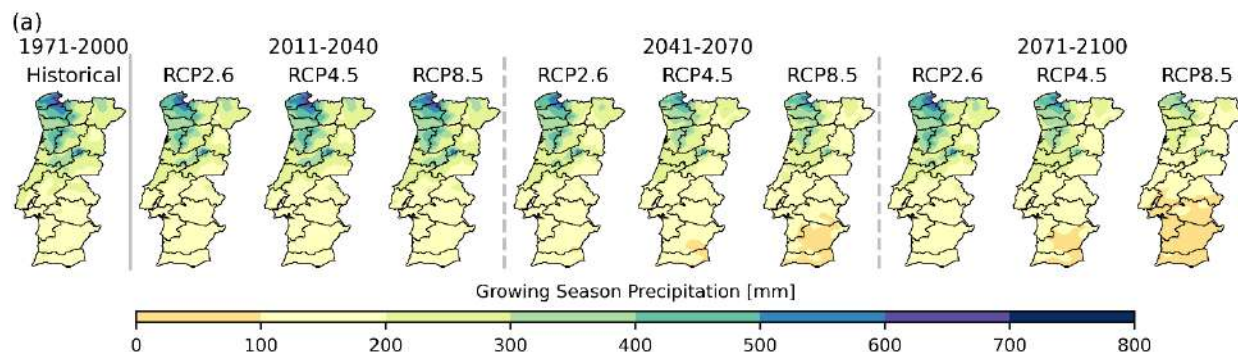 (a)
1971-2000 2011-2040 2041-2070 2071-2100
Historical RCP2.6 RCP4.5 RCP8.5 RCP2.6 RCP4.5 RCP8.5 RCP2.6 RCP4.5 RCP8.5
Growing Season Precipitation [mm]
0 100 200 300 400 500 600 700 800